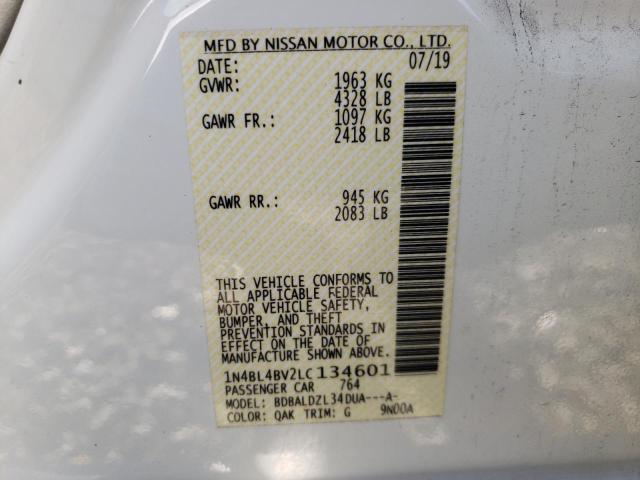 MFD BY NISSAN MOTOR CO., LTD.
DATE: 07/19
GVWR: 1963 KG
4328 LB
GAWR FR.: 1097 KG
2418 LB
GAWR RR.: 945 KG
2083 LB
THIS VEHICLE CONFORMS TO
ALL APPLICABLE FEDERAL
MOTOR VEHICLE SAFETY,
BUMPER, AND THEFT
PREVENTION STANDARDS IN
EFFECT ON THE DATE OF
MANUFACTURE SHOWN ABOVE.
1N4BL4BV2LC134601
PASSENGER CAR 764
MODEL: BDBALDZL34DUA---A-
COLOR: QAK TRIM: G 9N00A